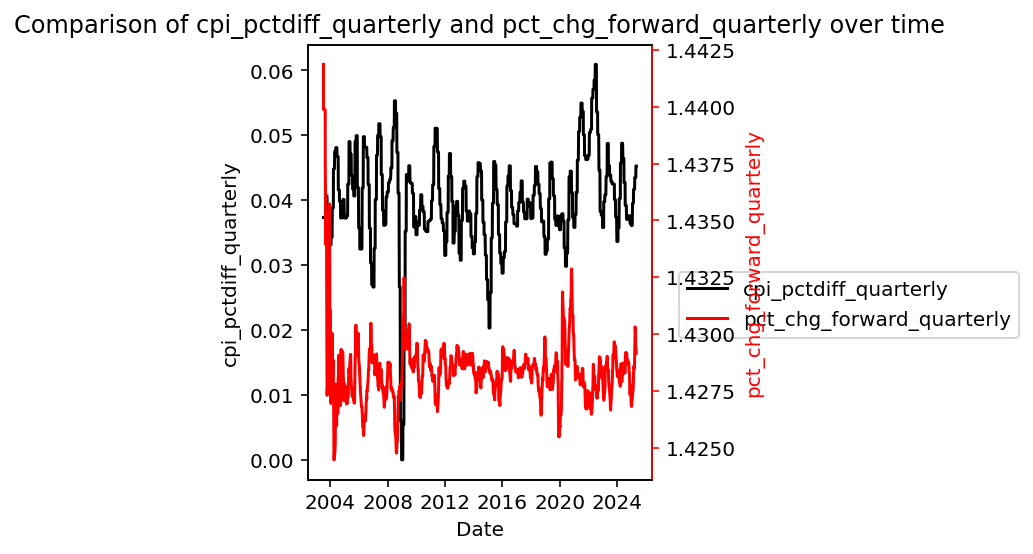 Comparison of cpi_pctdiff_quarterly and pct_chg_forward_quarterly over time
cpi_pctdiff_quarterly
0.06
0.05
0.04
0.03
0.02
0.01
0.00
1.4425
1.4400
1.4375
1.4350
1.4325
1.4300
1.4275
1.4250
pct_chg_forward_quarterly
cpi_pctdiff_quarterly
pct_chg_forward_quarterly
2004 2008 2012 2016 2020 2024
Date